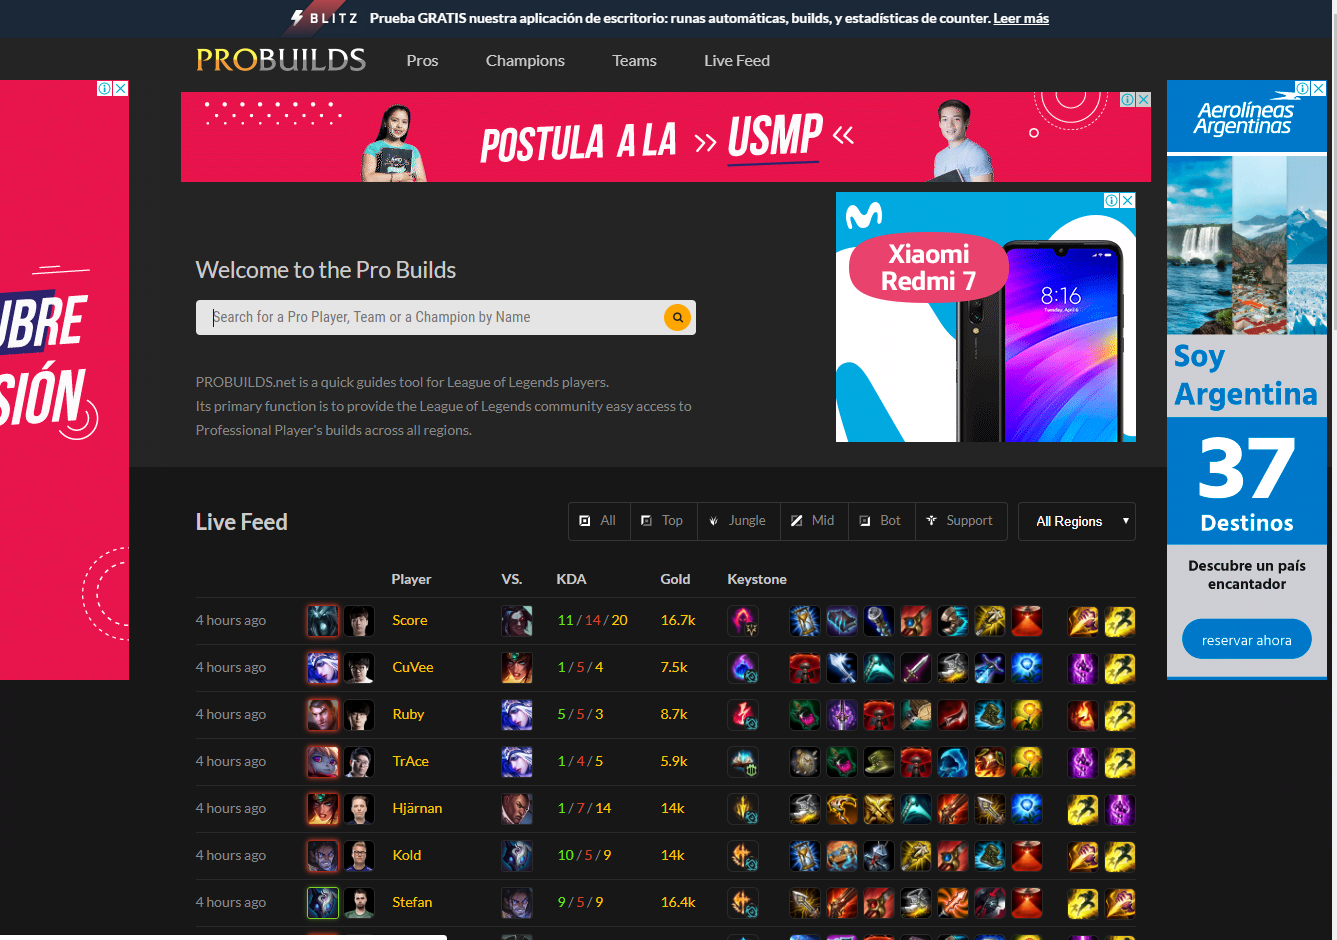 BLITZ Prueba GRATIS nuestra aplicación de escritorio: runas automáticas, builds, y estadísticas de counter. Leer más
PROBUILDS Pros Champions Teams Live Feed
POSTULA A LA >> USMP <<
Aerolíneas
Argentinas
Xiaomi
Redmi 7
8:16
Tuesday, April 6
Welcome to the Pro Builds
Search for a Pro Player, Team or a Champion by Name
PROBUILDS.net is a quick guides tool for League of Legends players.
Its primary function is to provide the League of Legends community easy access to
Professional Player's builds across all regions.
UBRE
SIÓN
Soy
Argentina
37
Destinos
Descubre un país
encantador
reservar ahora
Live Feed All Top Jungle Mid Bot Support All Regions
Player VS. KDA Gold Keystone
4 hours ago Score 11 / 14 / 20 16.7k
4 hours ago CuVee 1 / 5 / 4 7.5k
4 hours ago Ruby 5 / 5 / 3 8.7k
4 hours ago TrAce 1 / 4 / 5 5.9k
4 hours ago Hjärnan 1 / 7 / 14 14k
4 hours ago Kold 10 / 5 / 9 14k
4 hours ago Stefan 9 / 5 / 9 16.4k